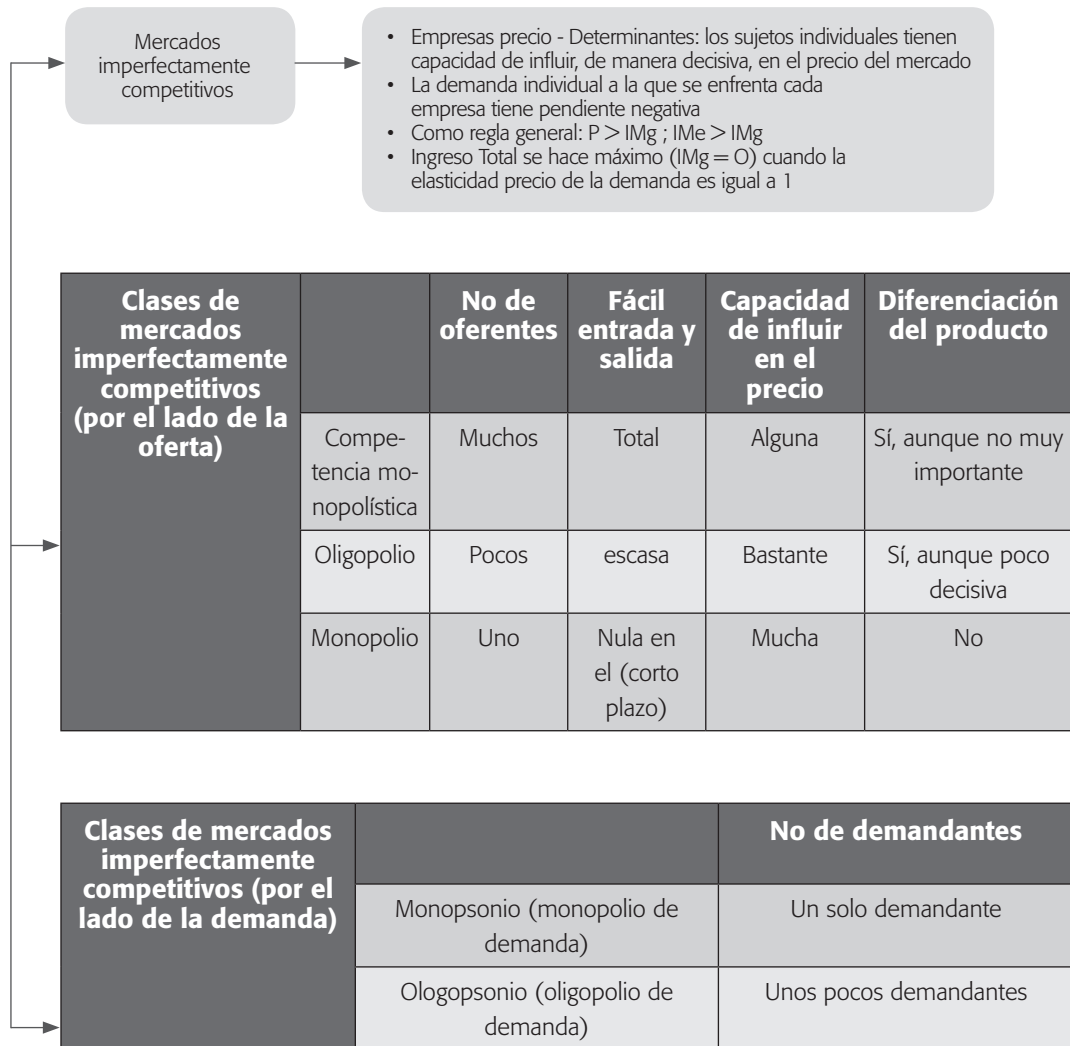 Mercados
imperfectamente
competitivos
• Empresas precio - Determinantes: los sujetos individuales tienen
capacidad de influir, de manera decisiva, en el precio del mercado
• La demanda individual a la que se enfrenta cada
empresa tiene pendiente negativa
• Como regla general: P > IMg ; IMe > IMg
• Ingreso Total se hace máximo (IMg = O) cuando la
elasticidad precio de la demanda es igual a 1
Clases de
mercados
imperfectamente
competitivos
(por el lado de la
oferta)
No de
oferentes
Fácil
entrada y
salida
Capacidad
de influir
en el
precio
Diferenciación
del producto
Compe-
tencia mo-
nopolística
Muchos
Total
Alguna
Sí, aunque no muy
importante
Oligopolio
Pocos
escasa
Bastante
Sí, aunque poco
decisiva
Monopolio
Uno
Nula en
el (corto
plazo)
Mucha
No
Clases de mercados
imperfectamente
competitivos (por el
lado de la demanda)
No de demandantes
Monopsonio (monopolio de
demanda)
Un solo demandante
Ologopsonio (oligopolio de
demanda)
Unos pocos demandantes